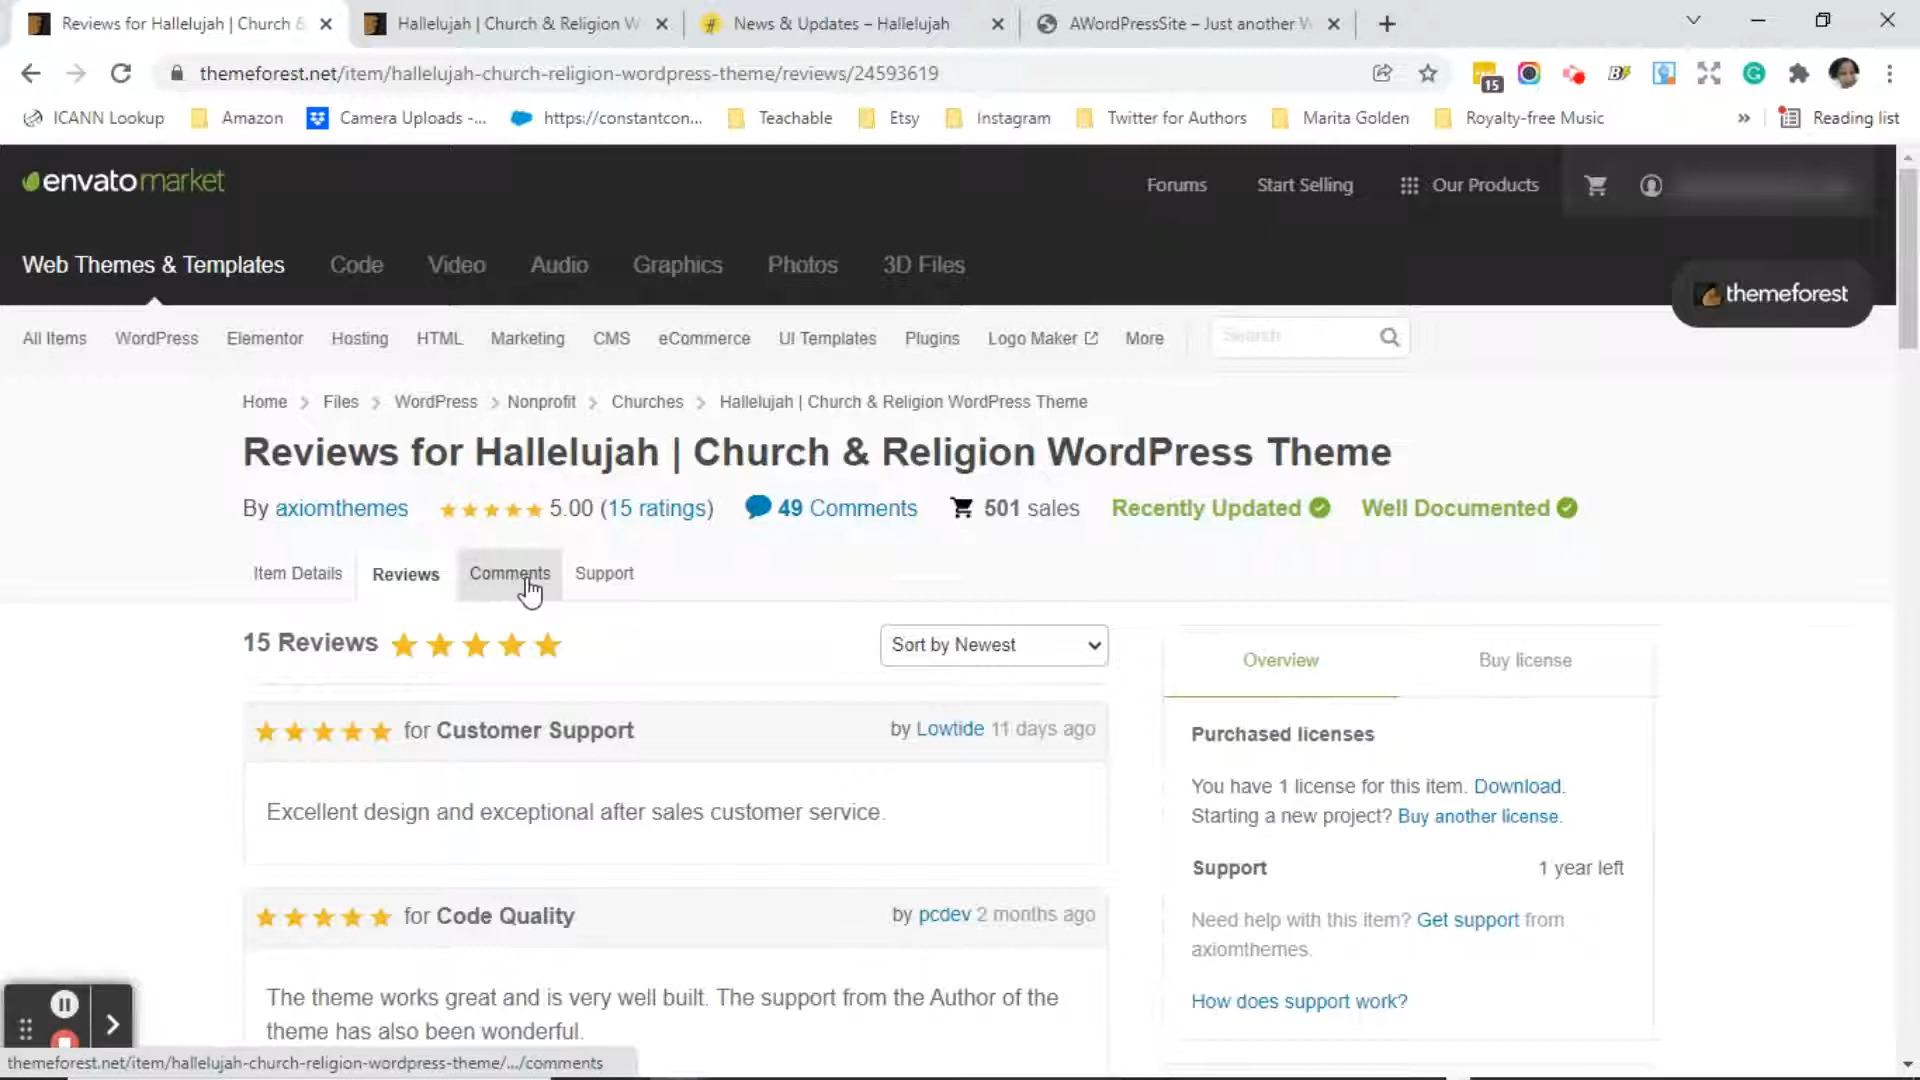 Reviews for Hallelujah | Church &
Hallelujah | Church & Religion W
News & Updates – Hallelujah
AWordPressSite – Just another W
themeforest.net/item/hallelujah-church-religion-wordpress-theme/reviews/24593619
15
ICANN Lookup
Amazon
Camera Uploads -...
https://constantcon...
Teachable
Etsy
Instagram
Twitter for Authors
Marita Golden
Royalty-free Music
»
Reading list
envatomarket
Forums
Start Selling
Our Products
Web Themes & Templates
Code
Video
Audio
Graphics
Photos
3D Files
themeforest
All Items
WordPress
Elementor
Hosting
HTML
Marketing
CMS
eCommerce
UI Templates
Plugins
Logo Maker
More
Search
Home > Files > WordPress > Nonprofit > Churches > Hallelujah | Church & Religion WordPress Theme
Reviews for Hallelujah | Church & Religion WordPress Theme
By axiomthemes 5.00 (15 ratings) 49 Comments 501 sales Recently Updated Well Documented
Item Details
Reviews
Comments
Support
15 Reviews
Sort by Newest
for Customer Support
by Lowtide 11 days ago
Excellent design and exceptional after sales customer service.
for Code Quality
by pcdev 2 months ago
The theme works great and is very well built. The support from the Author of the
theme has also been wonderful.
Overview
Buy license
Purchased licenses
You have 1 license for this item. Download.
Starting a new project? Buy another license.
Support
1 year left
Need help with this item? Get support from
axiomthemes.
How does support work?
themeforest.net/item/hallelujah-church-religion-wordpress-theme/.../comments